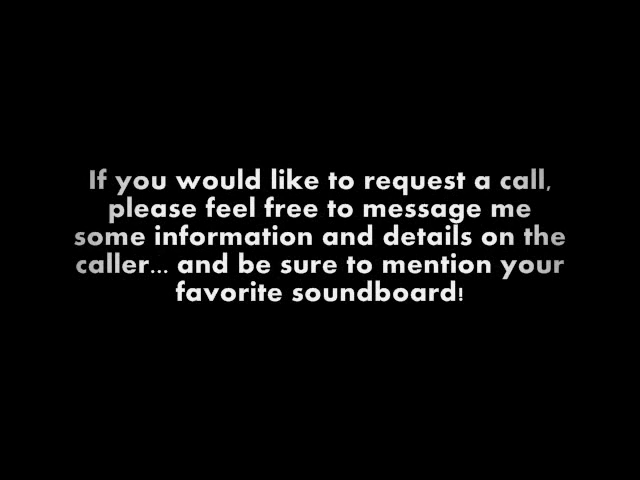 If you would like to request a call,
please feel free to message me
some information and details on the
caller... and be sure to mention your
favorite soundboard!